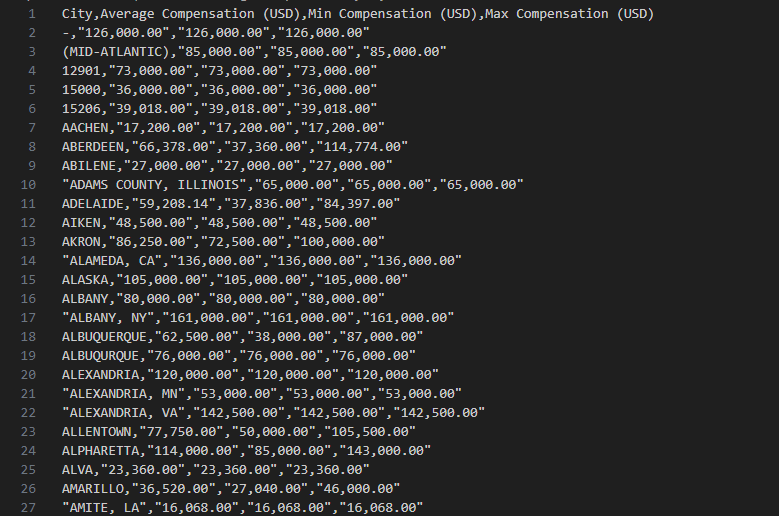 1 City,Average Compensation (USD),Min Compensation (USD),Max Compensation (USD)
2 -,"126,000.00","126,000.00","126,000.00"
3 (MID-ATLANTIC),"85,000.00","85,000.00","85,000.00"
4 12901,"73,000.00","73,000.00","73,000.00"
5 15000,"36,000.00","36,000.00","36,000.00"
6 15206,"39,018.00","39,018.00","39,018.00"
7 AACHEN,"17,200.00","17,200.00","17,200.00"
8 ABERDEEN,"66,378.00","37,360.00","114,774.00"
9 ABILENE,"27,000.00","27,000.00","27,000.00"
10 "ADAMS COUNTY, ILLINOIS","65,000.00","65,000.00","65,000.00"
11 ADELAIDE,"59,208.14","37,836.00","84,397.00"
12 AIKEN,"48,500.00","48,500.00","48,500.00"
13 AKRON,"86,250.00","72,500.00","100,000.00"
14 "ALAMEDA, CA","136,000.00","136,000.00","136,000.00"
15 ALASKA,"105,000.00","105,000.00","105,000.00"
16 ALBANY,"80,000.00","80,000.00","80,000.00"
17 "ALBANY, NY","161,000.00","161,000.00","161,000.00"
18 ALBUQUERQUE,"62,500.00","38,000.00","87,000.00"
19 ALBUQURQUE,"76,000.00","76,000.00","76,000.00"
20 ALEXANDRIA,"120,000.00","120,000.00","120,000.00"
21 "ALEXANDRIA, MN","53,000.00","53,000.00","53,000.00"
22 "ALEXANDRIA, VA","142,500.00","142,500.00","142,500.00"
23 ALLENTOWN,"77,750.00","50,000.00","105,500.00"
24 ALPHARETTA,"114,000.00","85,000.00","143,000.00"
25 ALVA,"23,360.00","23,360.00","23,360.00"
26 AMARILLO,"36,520.00","27,040.00","46,000.00"
27 "AMITE, LA","16,068.00","16,068.00","16,068.00"